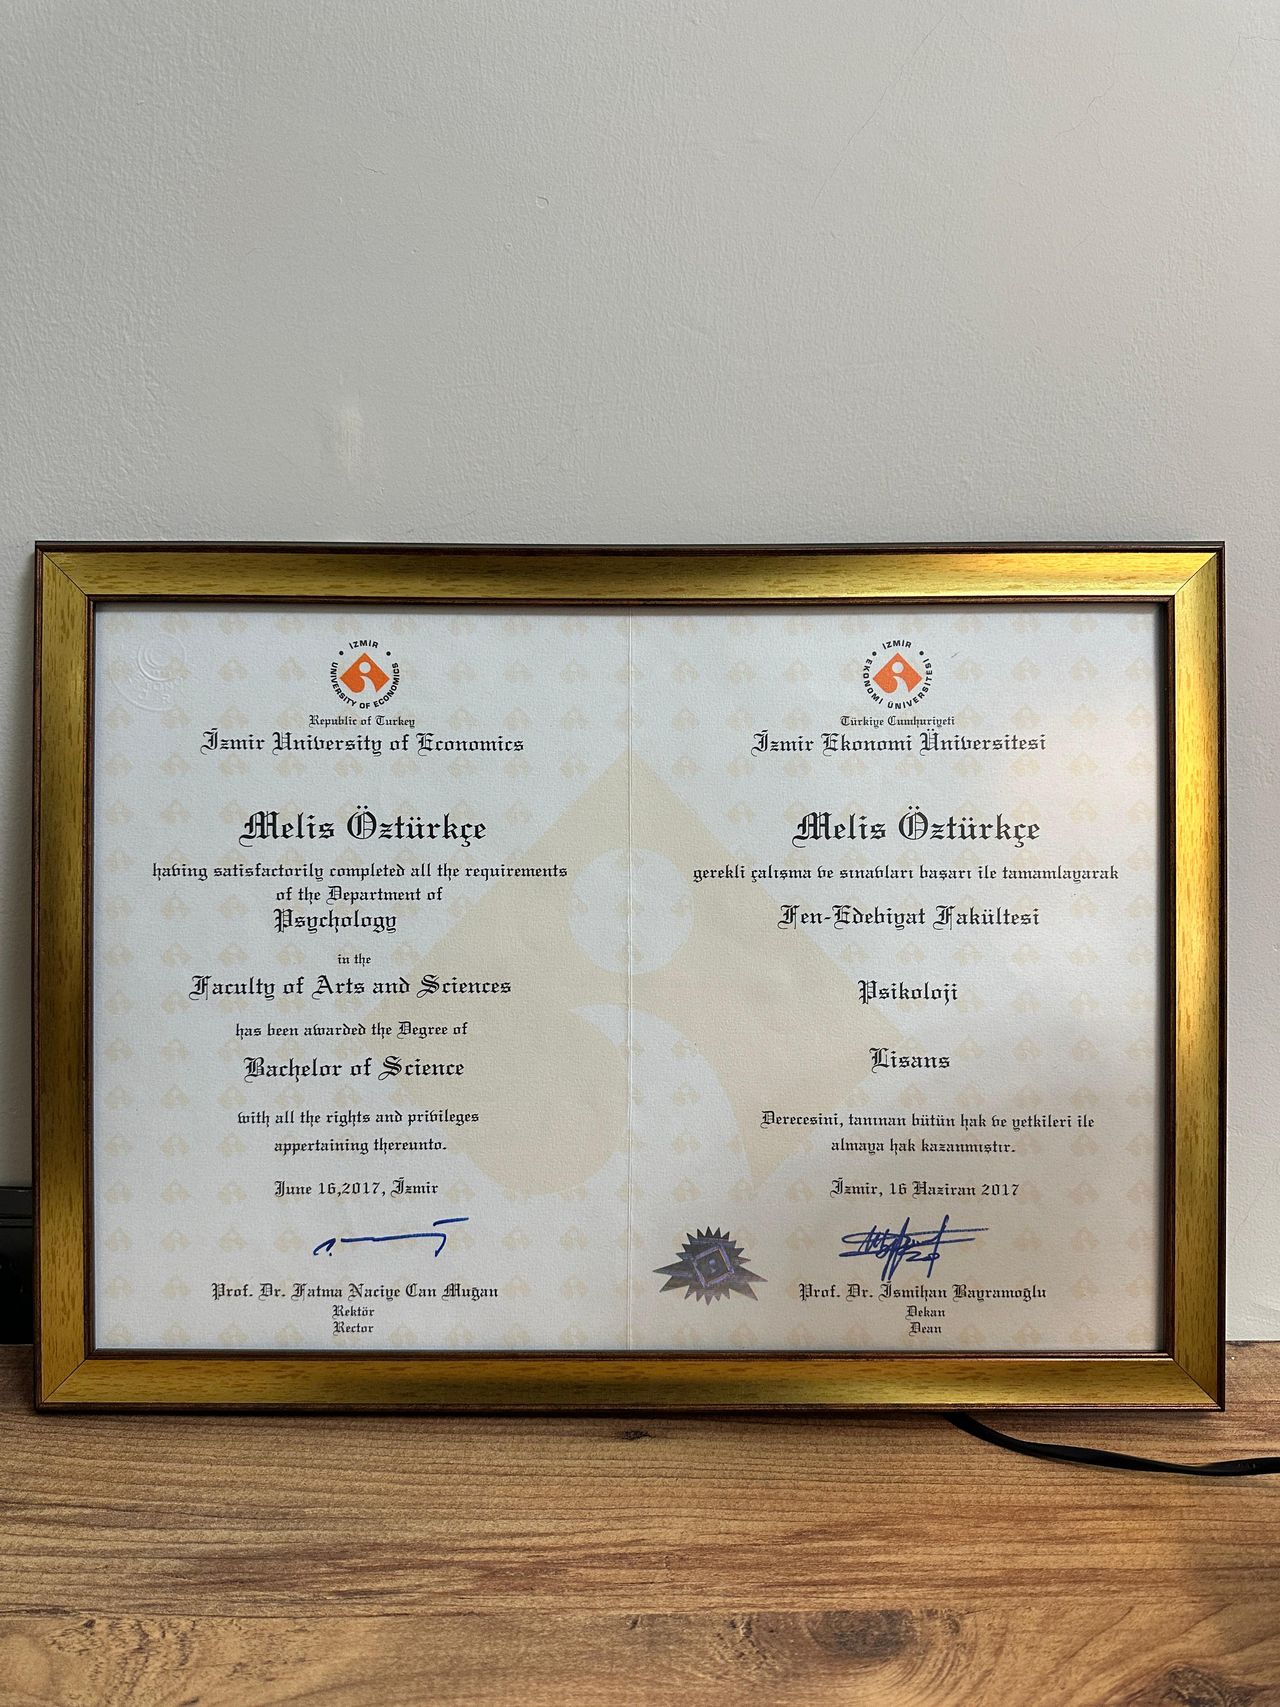 İZMİR
UNIVERSITY OF ECONOMICS
Republic of Turkey
İzmir University of Economics
Melis Öztürkçe
having satisfactorily completed all the requirements
of the Department of
Psychology
in the
Faculty of Arts and Sciences
has been awarded the Degree of
Bachelor of Science
with all the rights and privileges
appertaining thereunto.
June 16,2017, İzmir
Prof. Dr. Fatma Naciye Can Muğan
Rektör
Rector
İZMİR
EKONOMİ ÜNİVERSİTESİ
Türkiye Cumhuriyeti
İzmir Ekonomi Üniversitesi
Melis Öztürkçe
gerekli çalışma ve sınavları başarı ile tamamlayarak
Fen-Edebiyat Fakültesi
Psikoloji
Lisans
Derecesini, tanınan bütün hak ve yetkileri ile
almaya hak kazanmıştır.
İzmir, 16 Haziran 2017
Prof. Dr. İsmihan Bayramoğlu
Dekan
Dean